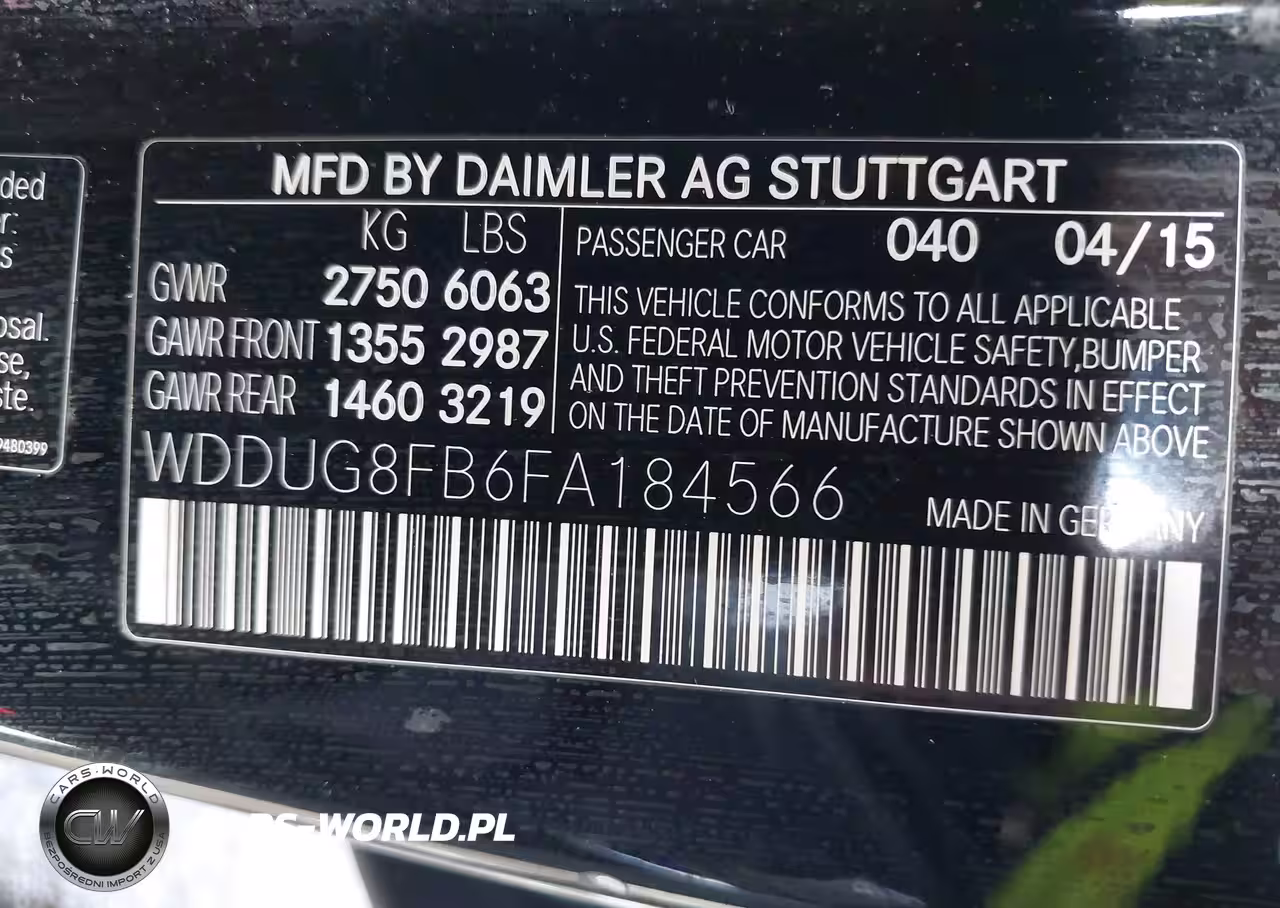 ded
r:
s
osal.
se,
ste.
9480399
MFD BY DAIMLER AG STUTTGART
KG LBS
GVWR 2750 6063
GAWR FRONT 1355 2987
GAWR REAR 1460 3219
PASSENGER CAR 040 04/15
THIS VEHICLE CONFORMS TO ALL APPLICABLE
U.S. FEDERAL MOTOR VEHICLE SAFETY,BUMPER
AND THEFT PREVENTION STANDARDS IN EFFECT
ON THE DATE OF MANUFACTURE SHOWN ABOVE
WDDUG8FB6FA184566
MADE IN GERMANY
CARS-WORLD
CW
BEZPOŚREDNI IMPORT Z USA
CARS-WORLD.PL